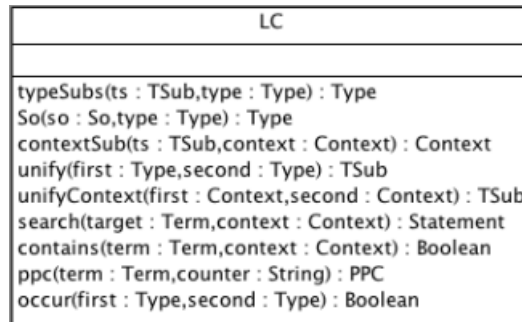 LC
typeSubs(ts : TSub,type : Type) : Type
So(so : So,type : Type) : Type
contextSub(ts : TSub,context : Context) : Context
unify(first : Type,second : Type) : TSub
unifyContext(first : Context,second : Context) : TSub
search(target : Term,context : Context) : Statement
contains(term : Term,context : Context) : Boolean
ppc(term : Term,counter : String) : PPC
occur(first : Type,second : Type) : Boolean